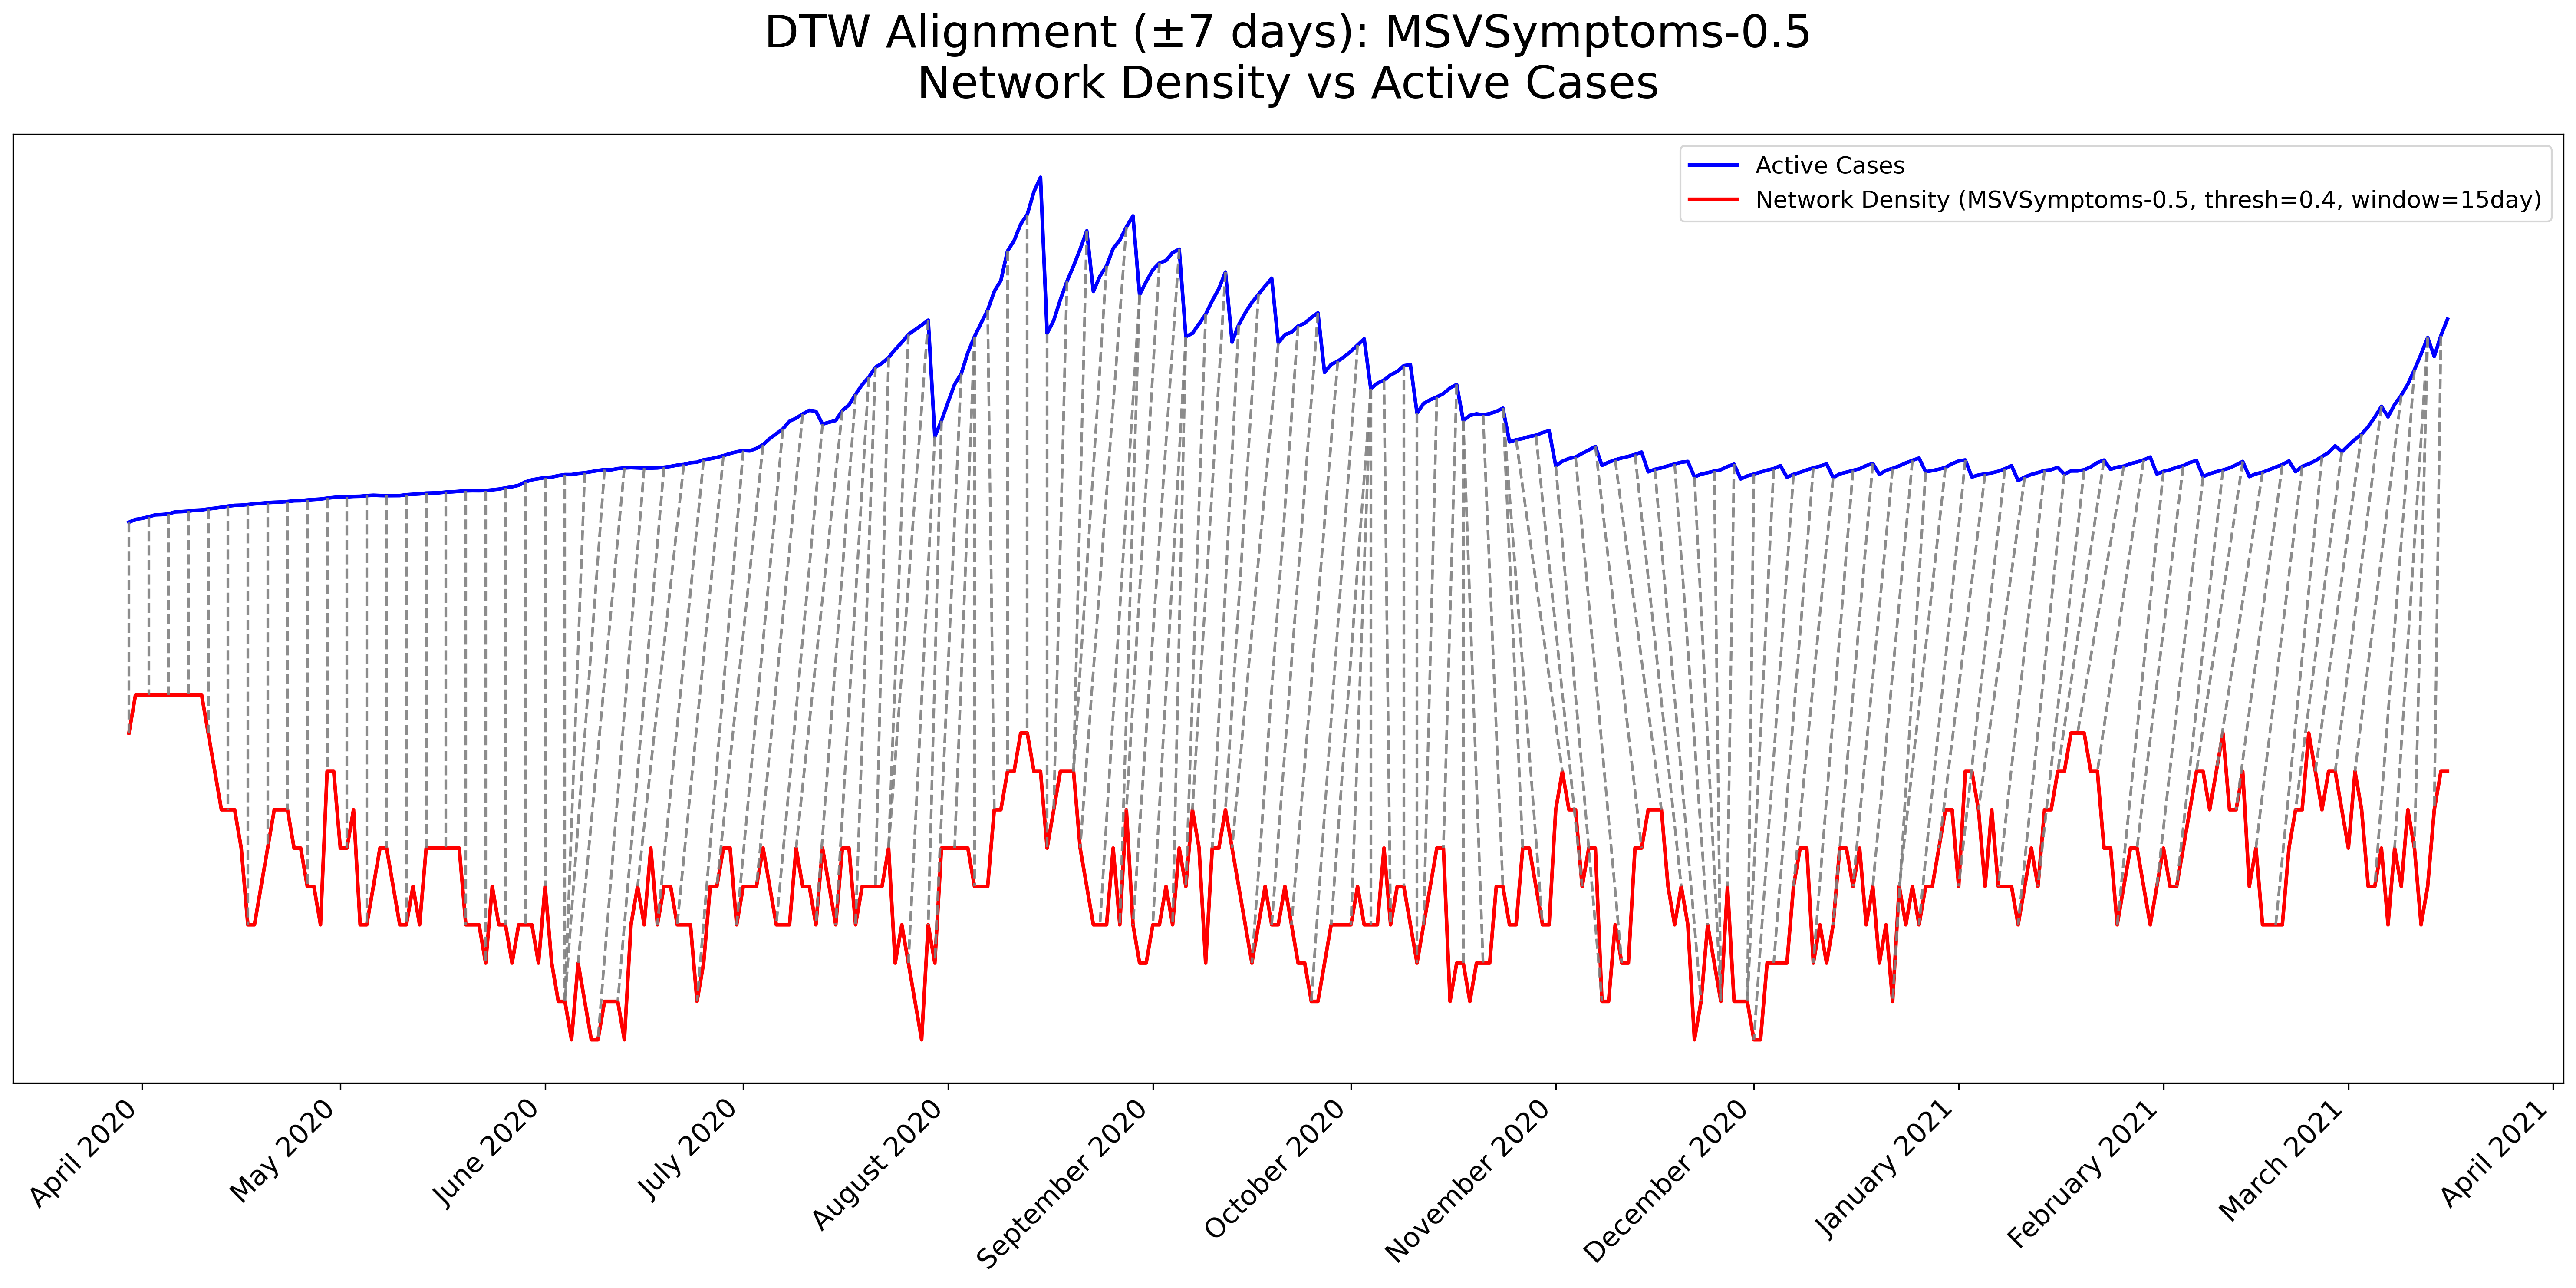 DTW Alignment (±7 days): MSVSymptoms-0.5
Network Density vs Active Cases
Active Cases
Network Density (MSVSymptoms-0.5, thresh=0.4, window=15day)
April 2020
May 2020
June 2020
July 2020
August 2020
September 2020
October 2020
November 2020
December 2020
January 2021
February 2021
March 2021
April 2021